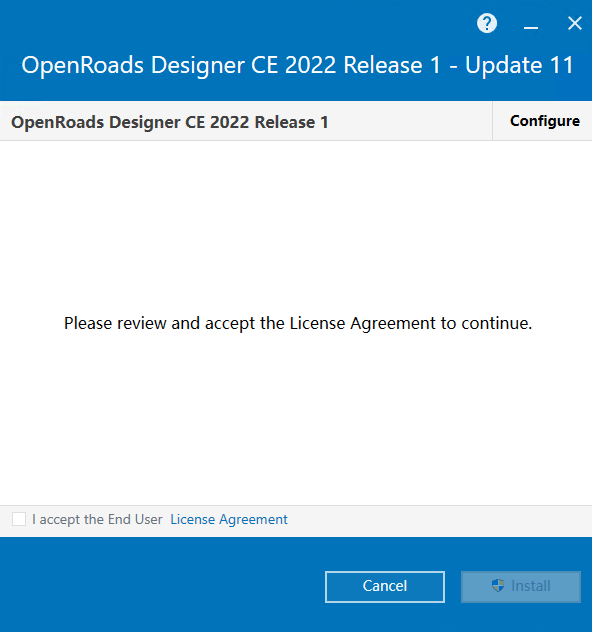 ?
OpenRoads Designer CE 2022 Release 1 - Update 11
OpenRoads Designer CE 2022 Release 1
Configure
Please review and accept the License Agreement to continue.
I accept the End User License Agreement
Cancel
Install